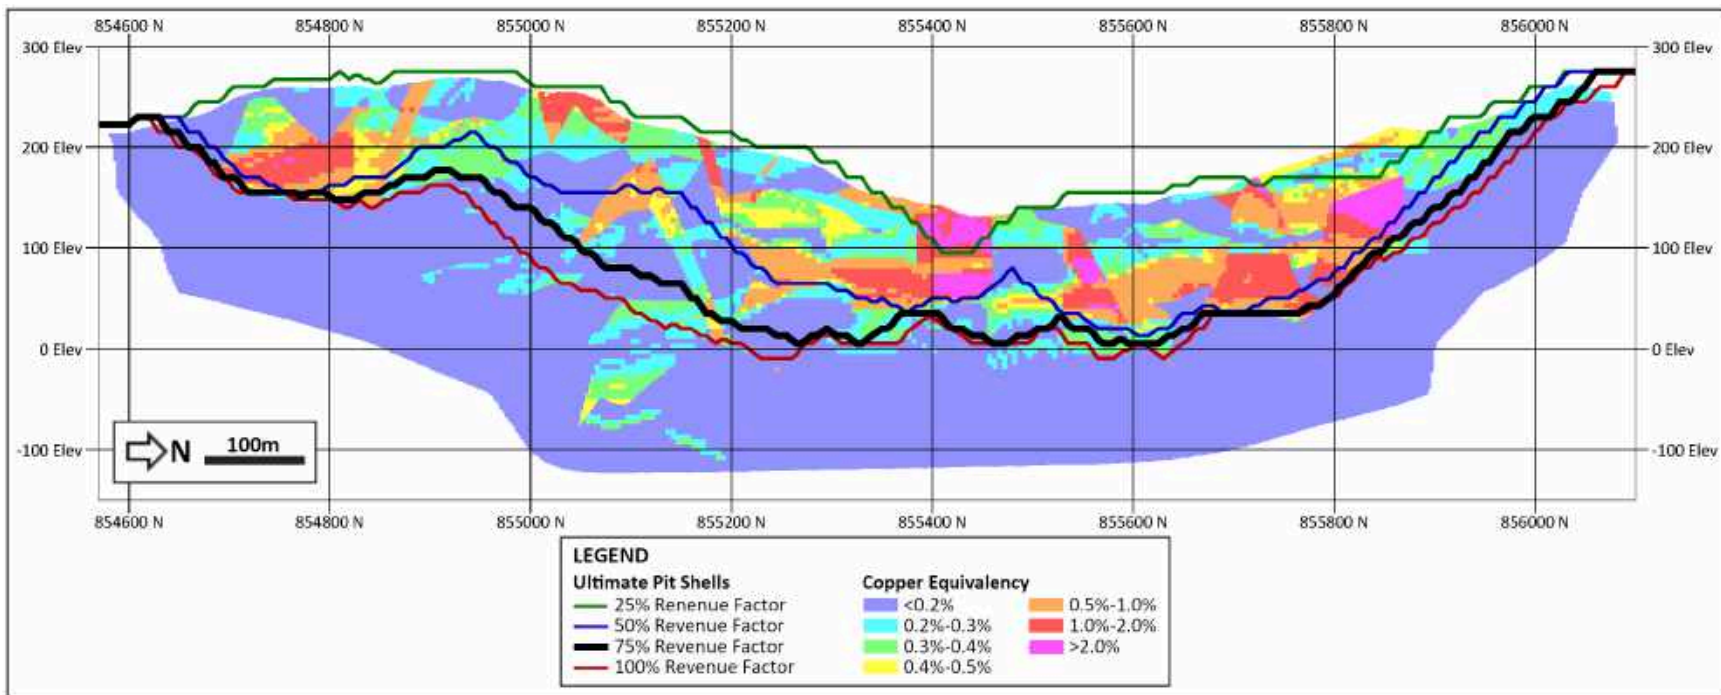 854600 N 854800 N 855000 N 855200 N 855400 N 855600 N 855800 N 856000 N
300 Elev 300 Elev
200 Elev 200 Elev
100 Elev 100 Elev
0 Elev 0 Elev
-100 Elev -100 Elev
N 100m
854600 N 854800 N 855000 N 855200 N 855400 N 855600 N 855800 N 856000 N
LEGEND
Ultimate Pit Shells Copper Equivalency
25% Renenue Factor <0.2% 0.5%-1.0%
50% Revenue Factor 0.2%-0.3% 1.0%-2.0%
75% Revenue Factor 0.3%-0.4% >2.0%
100% Revenue Factor 0.4%-0.5%